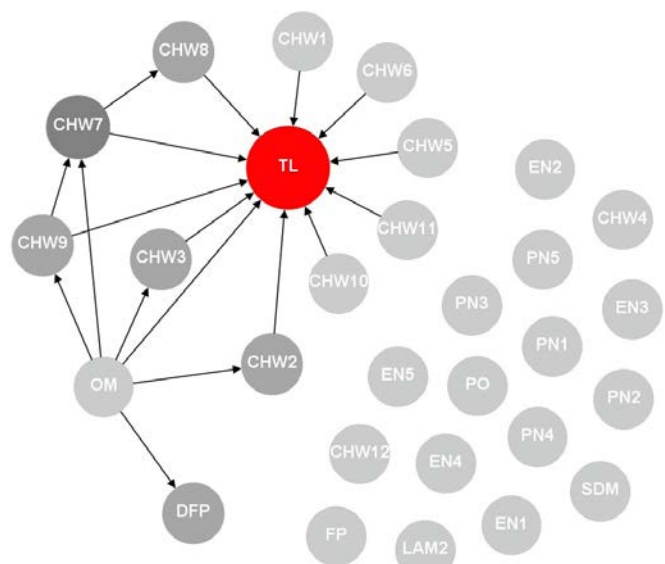 CHW1
CHW8
CHW6
CHW7
CHW5
TL
EN2
CHW4
CHW11
CHW9
CHW3
PN5
CHW10
PN3
EN3
PN1
CHW2
EN5
PO
OM
PN2
PN4
CHW12
EN4
SDM
DFP
EN1
FP
LAM2